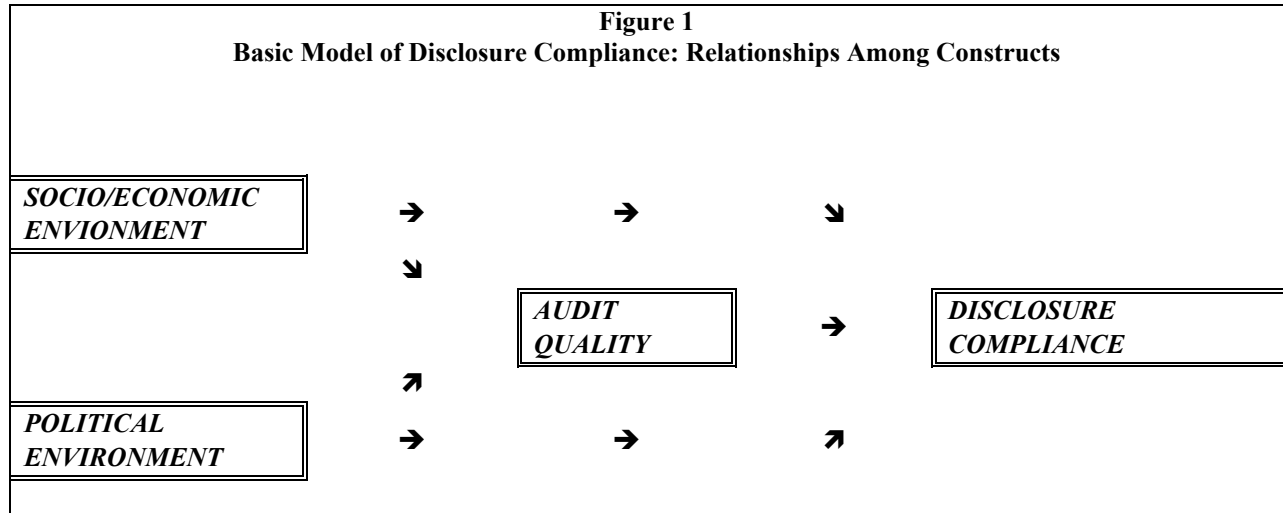 Figure 1
Basic Model of Disclosure Compliance: Relationships Among Constructs
SOCIO/ECONOMIC
ENVIONMENT
➔ ➔ ➘
➘
AUDIT
QUALITY
➔
DISCLOSURE
COMPLIANCE
➚
POLITICAL
ENVIRONMENT
➔ ➔ ➚